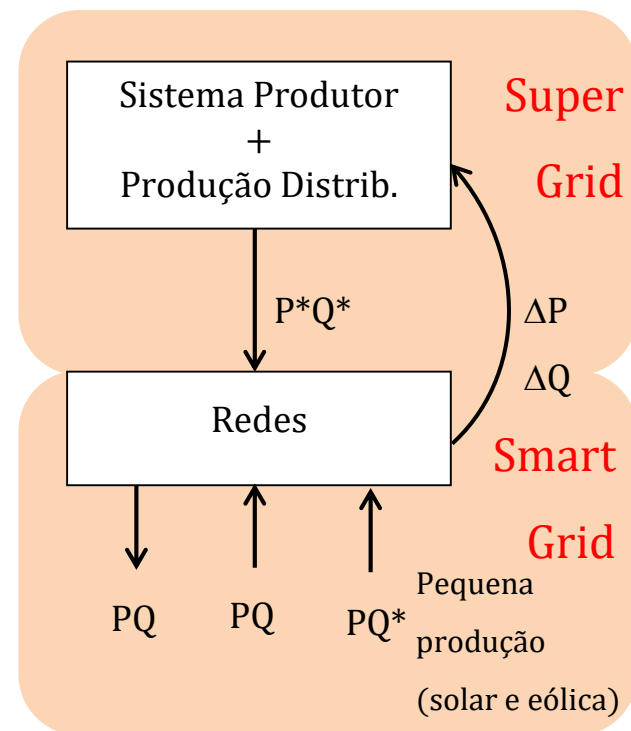 Sistema Produtor
+
Produção Distrib.
Super
Grid
P*Q*
ΔP
ΔQ
Redes
Smart
Grid
PQ
PQ
PQ*
Pequena
produção
(solar e eólica)